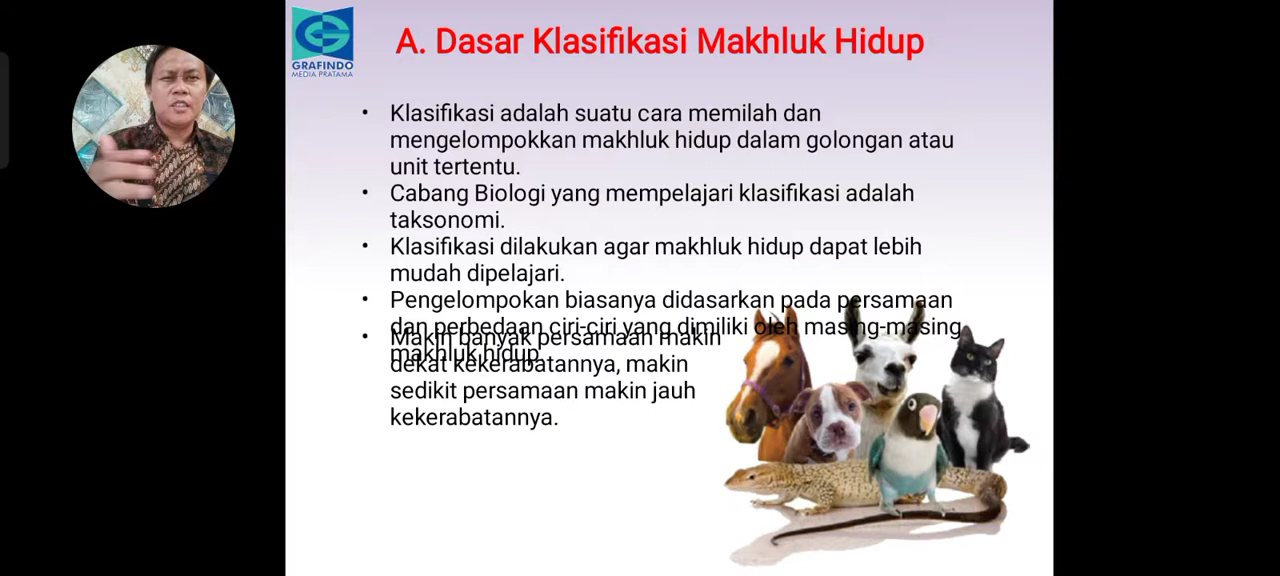 GRAFINDO
MEDIA PRATAMA
A. Dasar Klasifikasi Makhluk Hidup
• Klasifikasi adalah suatu cara memilah dan
mengelompokkan makhluk hidup dalam golongan atau
unit tertentu.
• Cabang Biologi yang mempelajari klasifikasi adalah
taksonomi.
• Klasifikasi dilakukan agar makhluk hidup dapat lebih
mudah dipelajari.
• Pengelompokan biasanya didasarkan pada persamaan
dan perbedaan ciri-ciri yang dimiliki oleh masing-masing
makhluk hidup.
• Makin banyak persamaan makin
dekat kekerabatannya, makin
sedikit persamaan makin jauh
kekerabatannya.